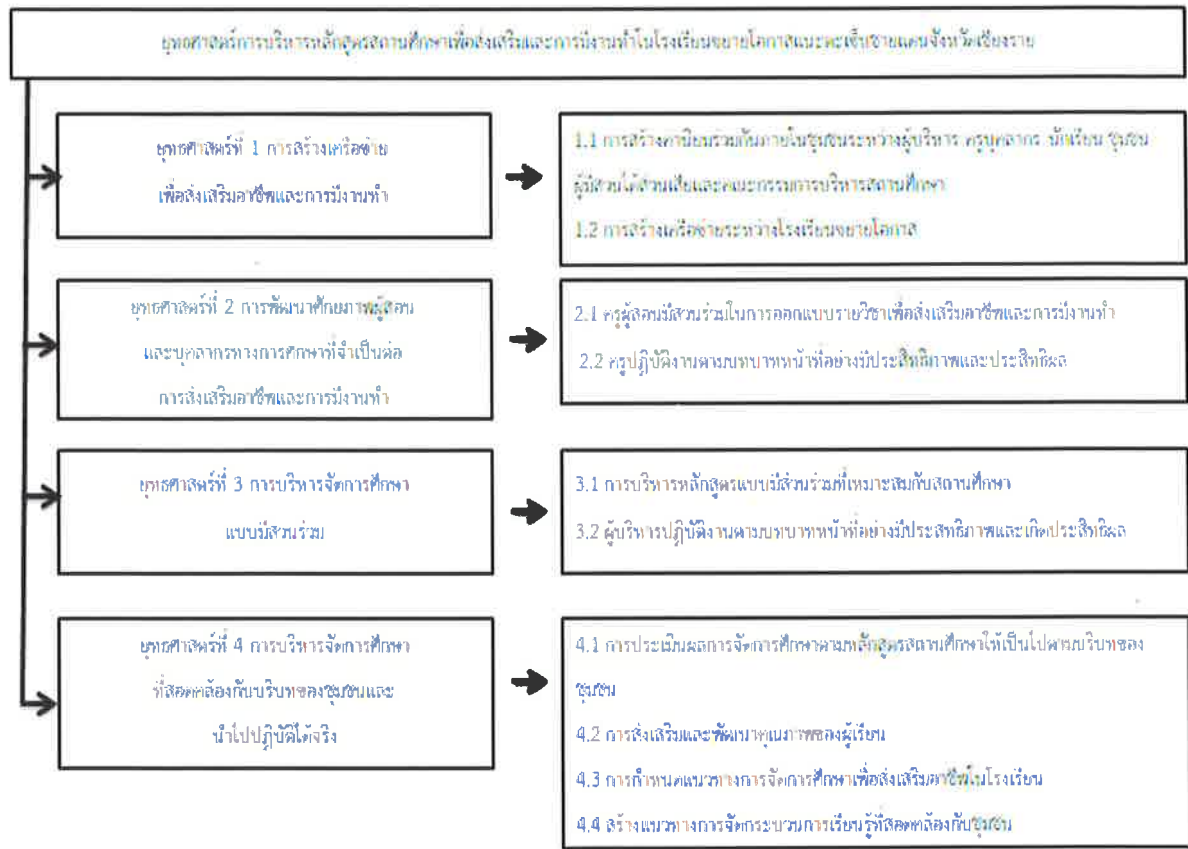 ยุทธศาสตร์การบริหารหลักสูตรสถานศึกษาเพื่อส่งเสริมและการมีงานทำในโรงเรียนขยายโอกาสแนะตะเข็บชายแดนจังหวัดเชียงราย
ยุทธศาสตร์ที่ 1 การสร้างเครือข่าย
เพื่อส่งเสริมอาชีพและการมีงานทำ
1.1 การสร้างค่านิยมร่วมกันภายในชุมชนระหว่างผู้บริหาร ครูบุคลากร นักเรียน ชุมชน
ผู้มีส่วนได้ส่วนเสียและคณะกรรมการบริหารสถานศึกษา
1.2 การสร้างเครือข่ายระหว่างโรงเรียนขยายโอกาส
ยุทธศาสตร์ที่ 2 การพัฒนาศักยภาพผู้สอน
และบุคลากรทางการศึกษาที่จำเป็นต่อ
การส่งเสริมอาชีพและการมีงานทำ
2.1 ครูผู้สอนมีส่วนร่วมในการออกแบบรายวิชาเพื่อส่งเสริมอาชีพและการมีงานทำ
2.2 ครูปฏิบัติงานตามบทบาทหน้าที่อย่างมีประสิทธิภาพและประสิทธิผล
ยุทธศาสตร์ที่ 3 การบริหารจัดการศึกษา
แบบมีส่วนร่วม
3.1 การบริหารหลักสูตรแบบมีส่วนร่วมที่เหมาะสมกับสถานศึกษา
3.2 ผู้บริหารปฏิบัติงานตามบทบาทหน้าที่อย่างมีประสิทธิภาพและเกิดประสิทธิผล
ยุทธศาสตร์ที่ 4 การบริหารจัดการศึกษา
ที่สอดคล้องกับบริบทของชุมชนและ
นำไปปฏิบัติได้จริง
4.1 การประเมินผลการจัดการศึกษาตามหลักสูตรสถานศึกษาให้เป็นไปตามบริบทของ
ชุมชน
4.2 การส่งเสริมและพัฒนาคุณภาพของผู้เรียน
4.3 การกำหนดแนวทางการจัดการศึกษาเพื่อส่งเสริมอาชีพในโรงเรียน
4.4 สร้างแนวทางการจัดกระบวนการเรียนรู้ที่สอดคล้องกับชุมชน